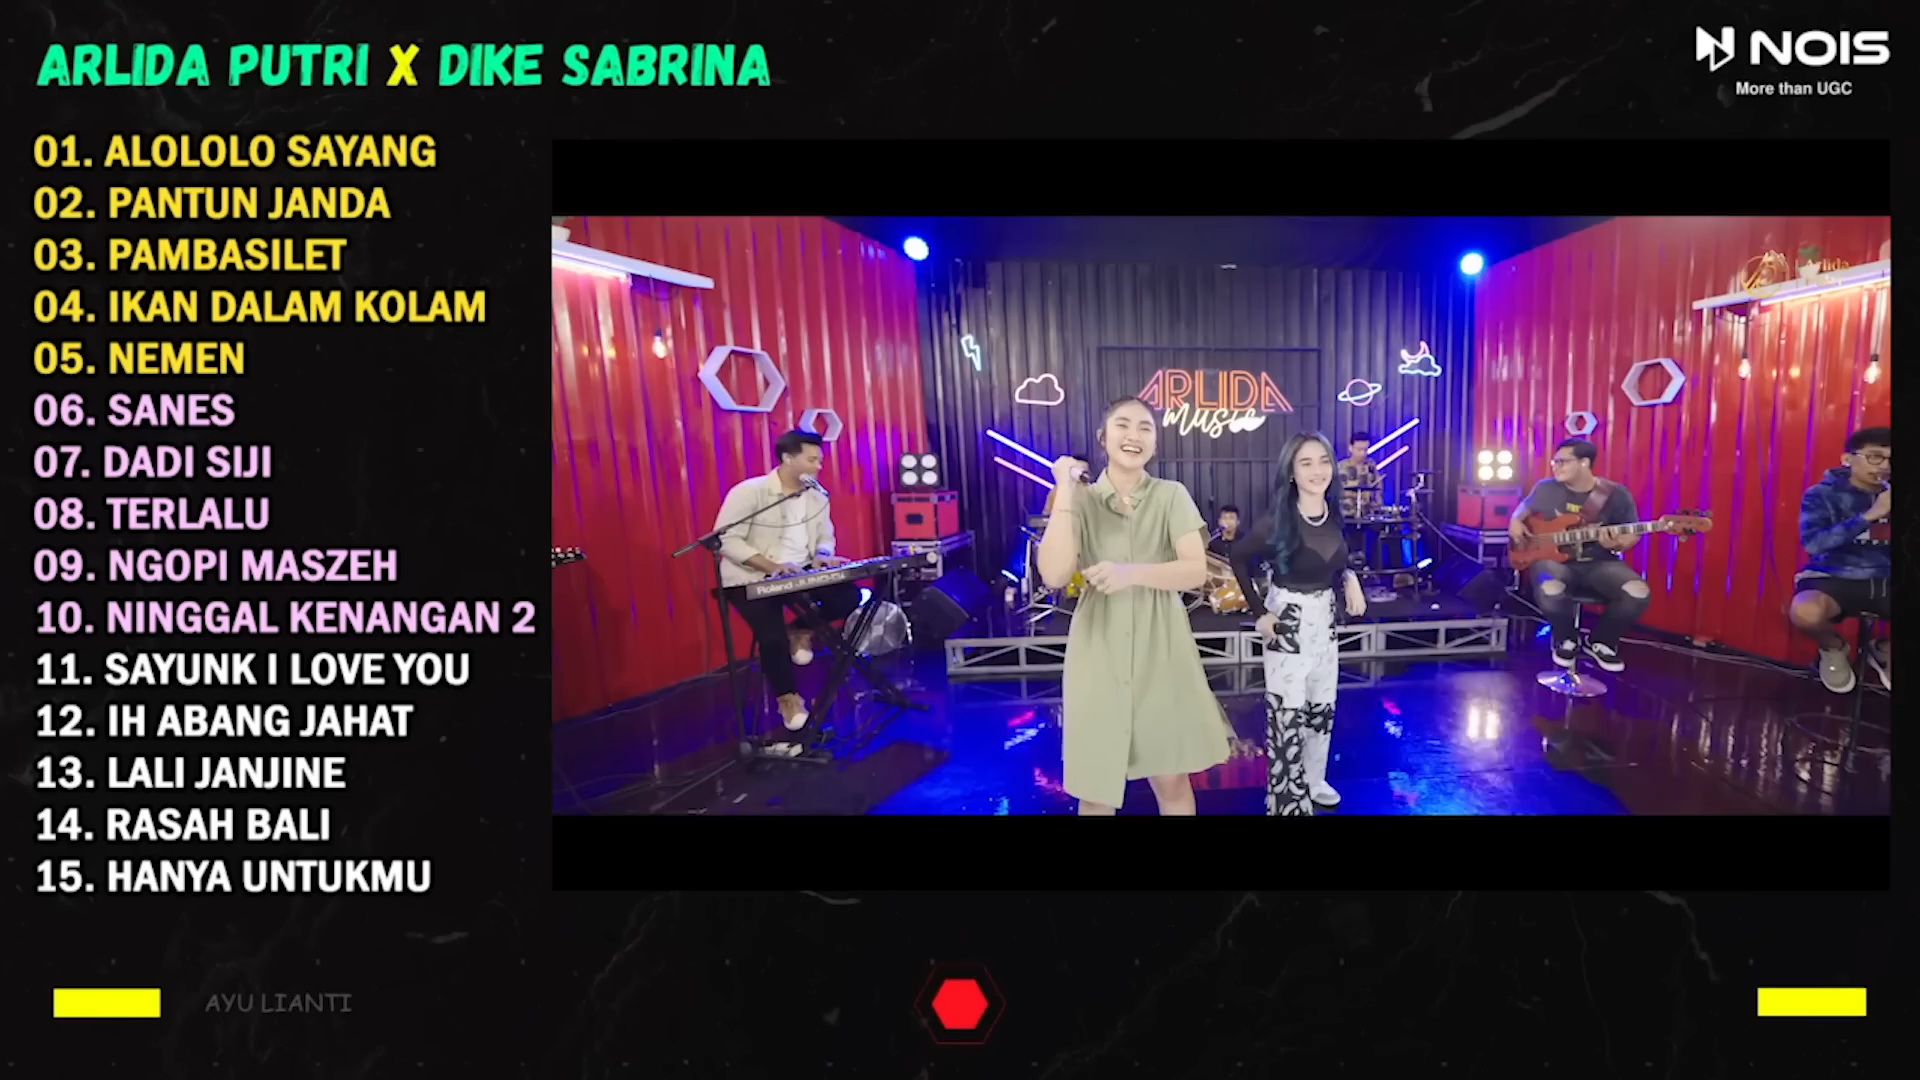 ARLIDA PUTRI X DIKE SABRINA
NOIS
More than UGC
01. ALOLOLO SAYANG
02. PANTUN JANDA
03. PAMBASILET
04. IKAN DALAM KOLAM
05. NEMEN
06. SANES
07. DADI SIJI
08. TERLALU
09. NGOPI MASZEH
10. NINGGAL KENANGAN 2
11. SAYUNK I LOVE YOU
12. IH ABANG JAHAT
13. LALI JANJINE
14. RASAH BALI
15. HANYA UNTUKMU
Arlida
ARLIDA
music
Roland JUNO-D
AYU LIANTI